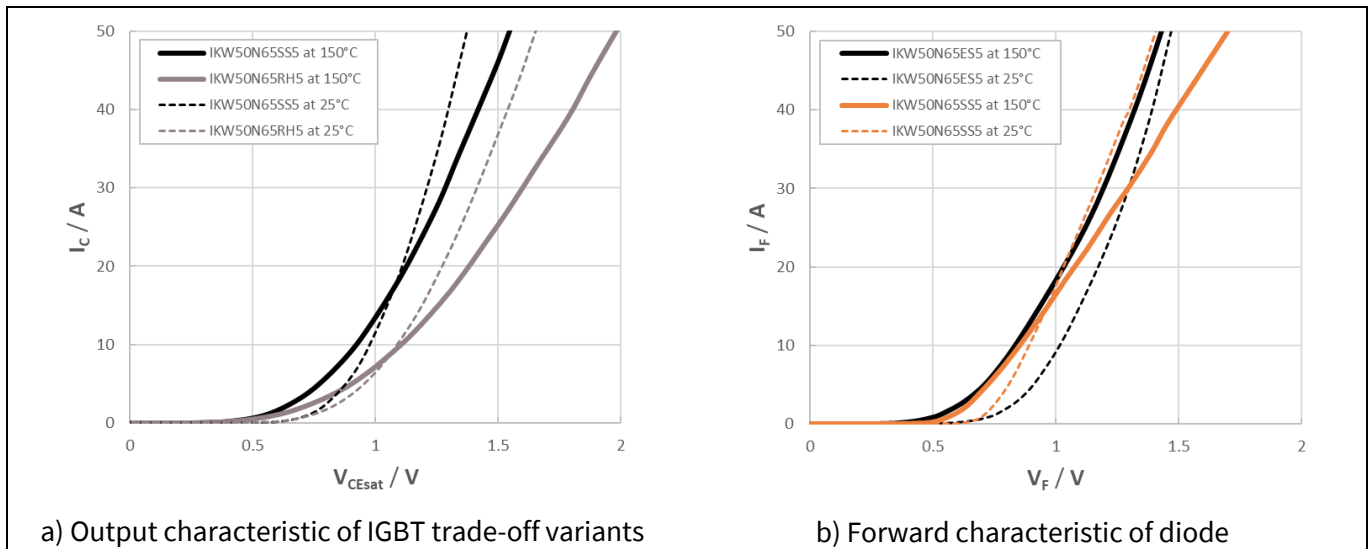 50
40
30
20
10
0
I_C / A
IKW50N65SS5 at 150°C
IKW50N65RH5 at 150°C
IKW50N65SS5 at 25°C
IKW50N65RH5 at 25°C
0 0.5 1 1.5 2
V_CEsat / V
a) Output characteristic of IGBT trade-off variants
50
40
30
20
10
0
I_F / A
IKW50N65ES5 at 150°C
IKW50N65ES5 at 25°C
IKW50N65SS5 at 150°C
IKW50N65SS5 at 25°C
0 0.5 1 1.5 2
V_F / V
b) Forward characteristic of diode